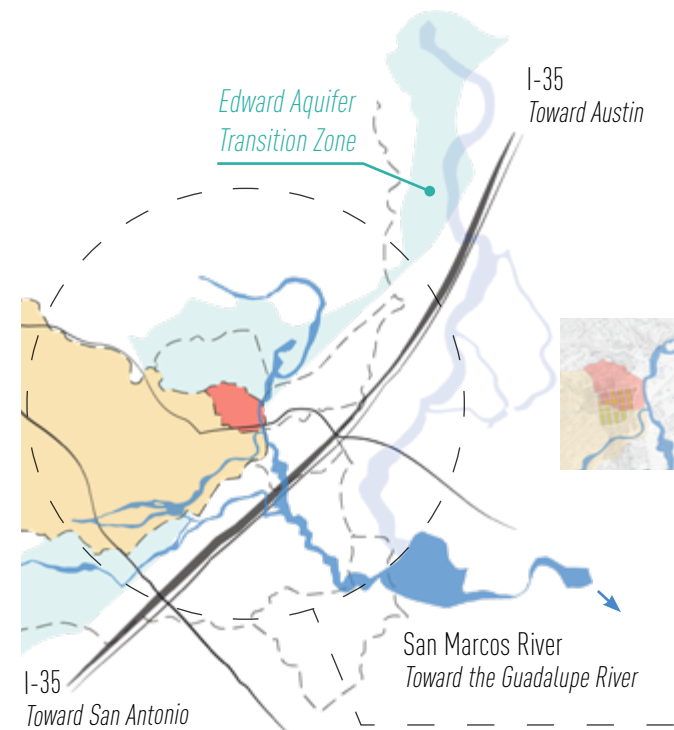 I-35
Toward Austin
Edward Aquifer
Transition Zone
San Marcos River
Toward the Guadalupe River
I-35
Toward San Antonio